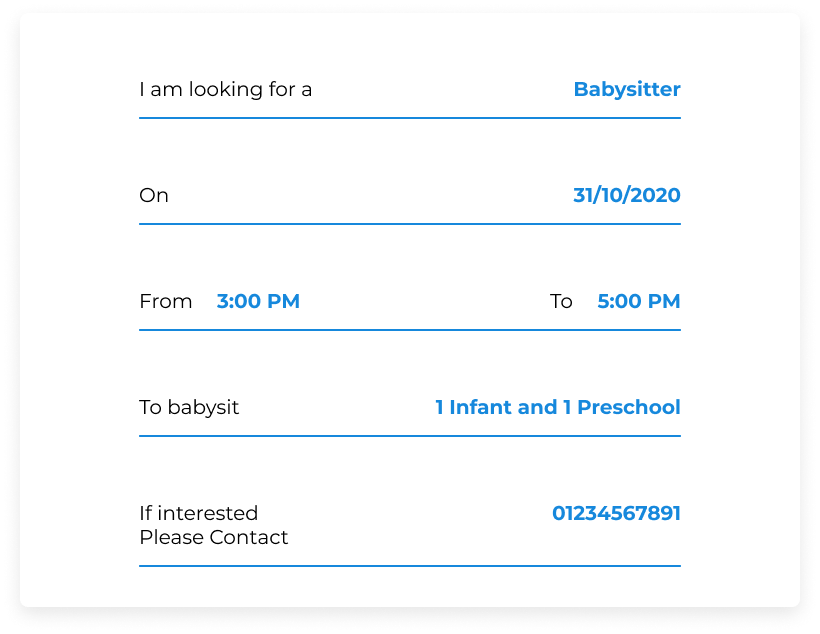 I am looking for a Babysitter
On 31/10/2020
From 3:00 PM To 5:00 PM
To babysit 1 Infant and 1 Preschool
If interested 01234567891
Please Contact